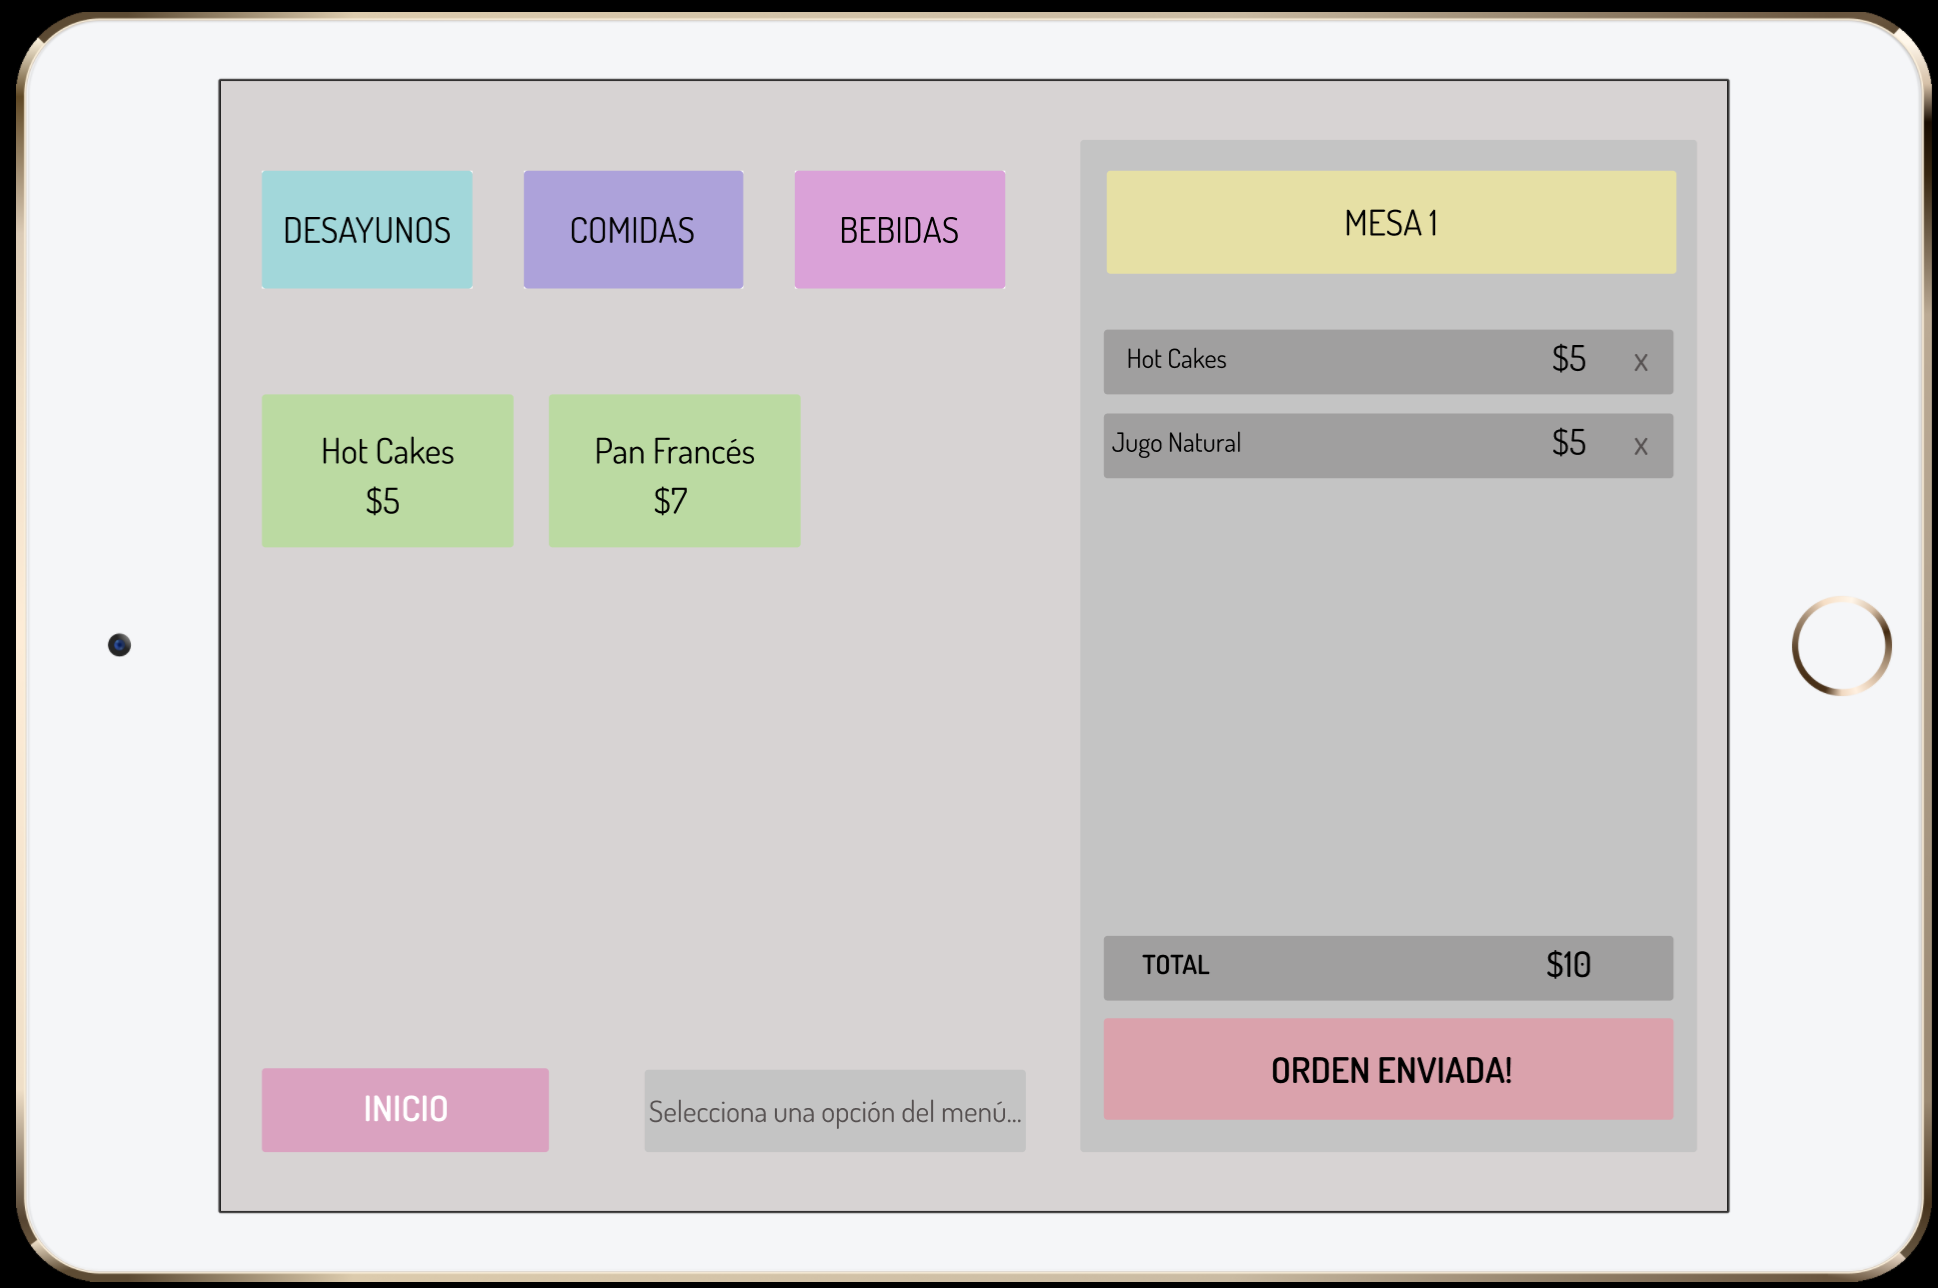 DESAYUNOS
COMIDAS
BEBIDAS
Hot Cakes
$5
Pan Francés
$7
INICIO
Selecciona una opción del menú...
MESA 1
Hot Cakes $5 x
Jugo Natural $5 x
TOTAL $10
ORDEN ENVIADA!